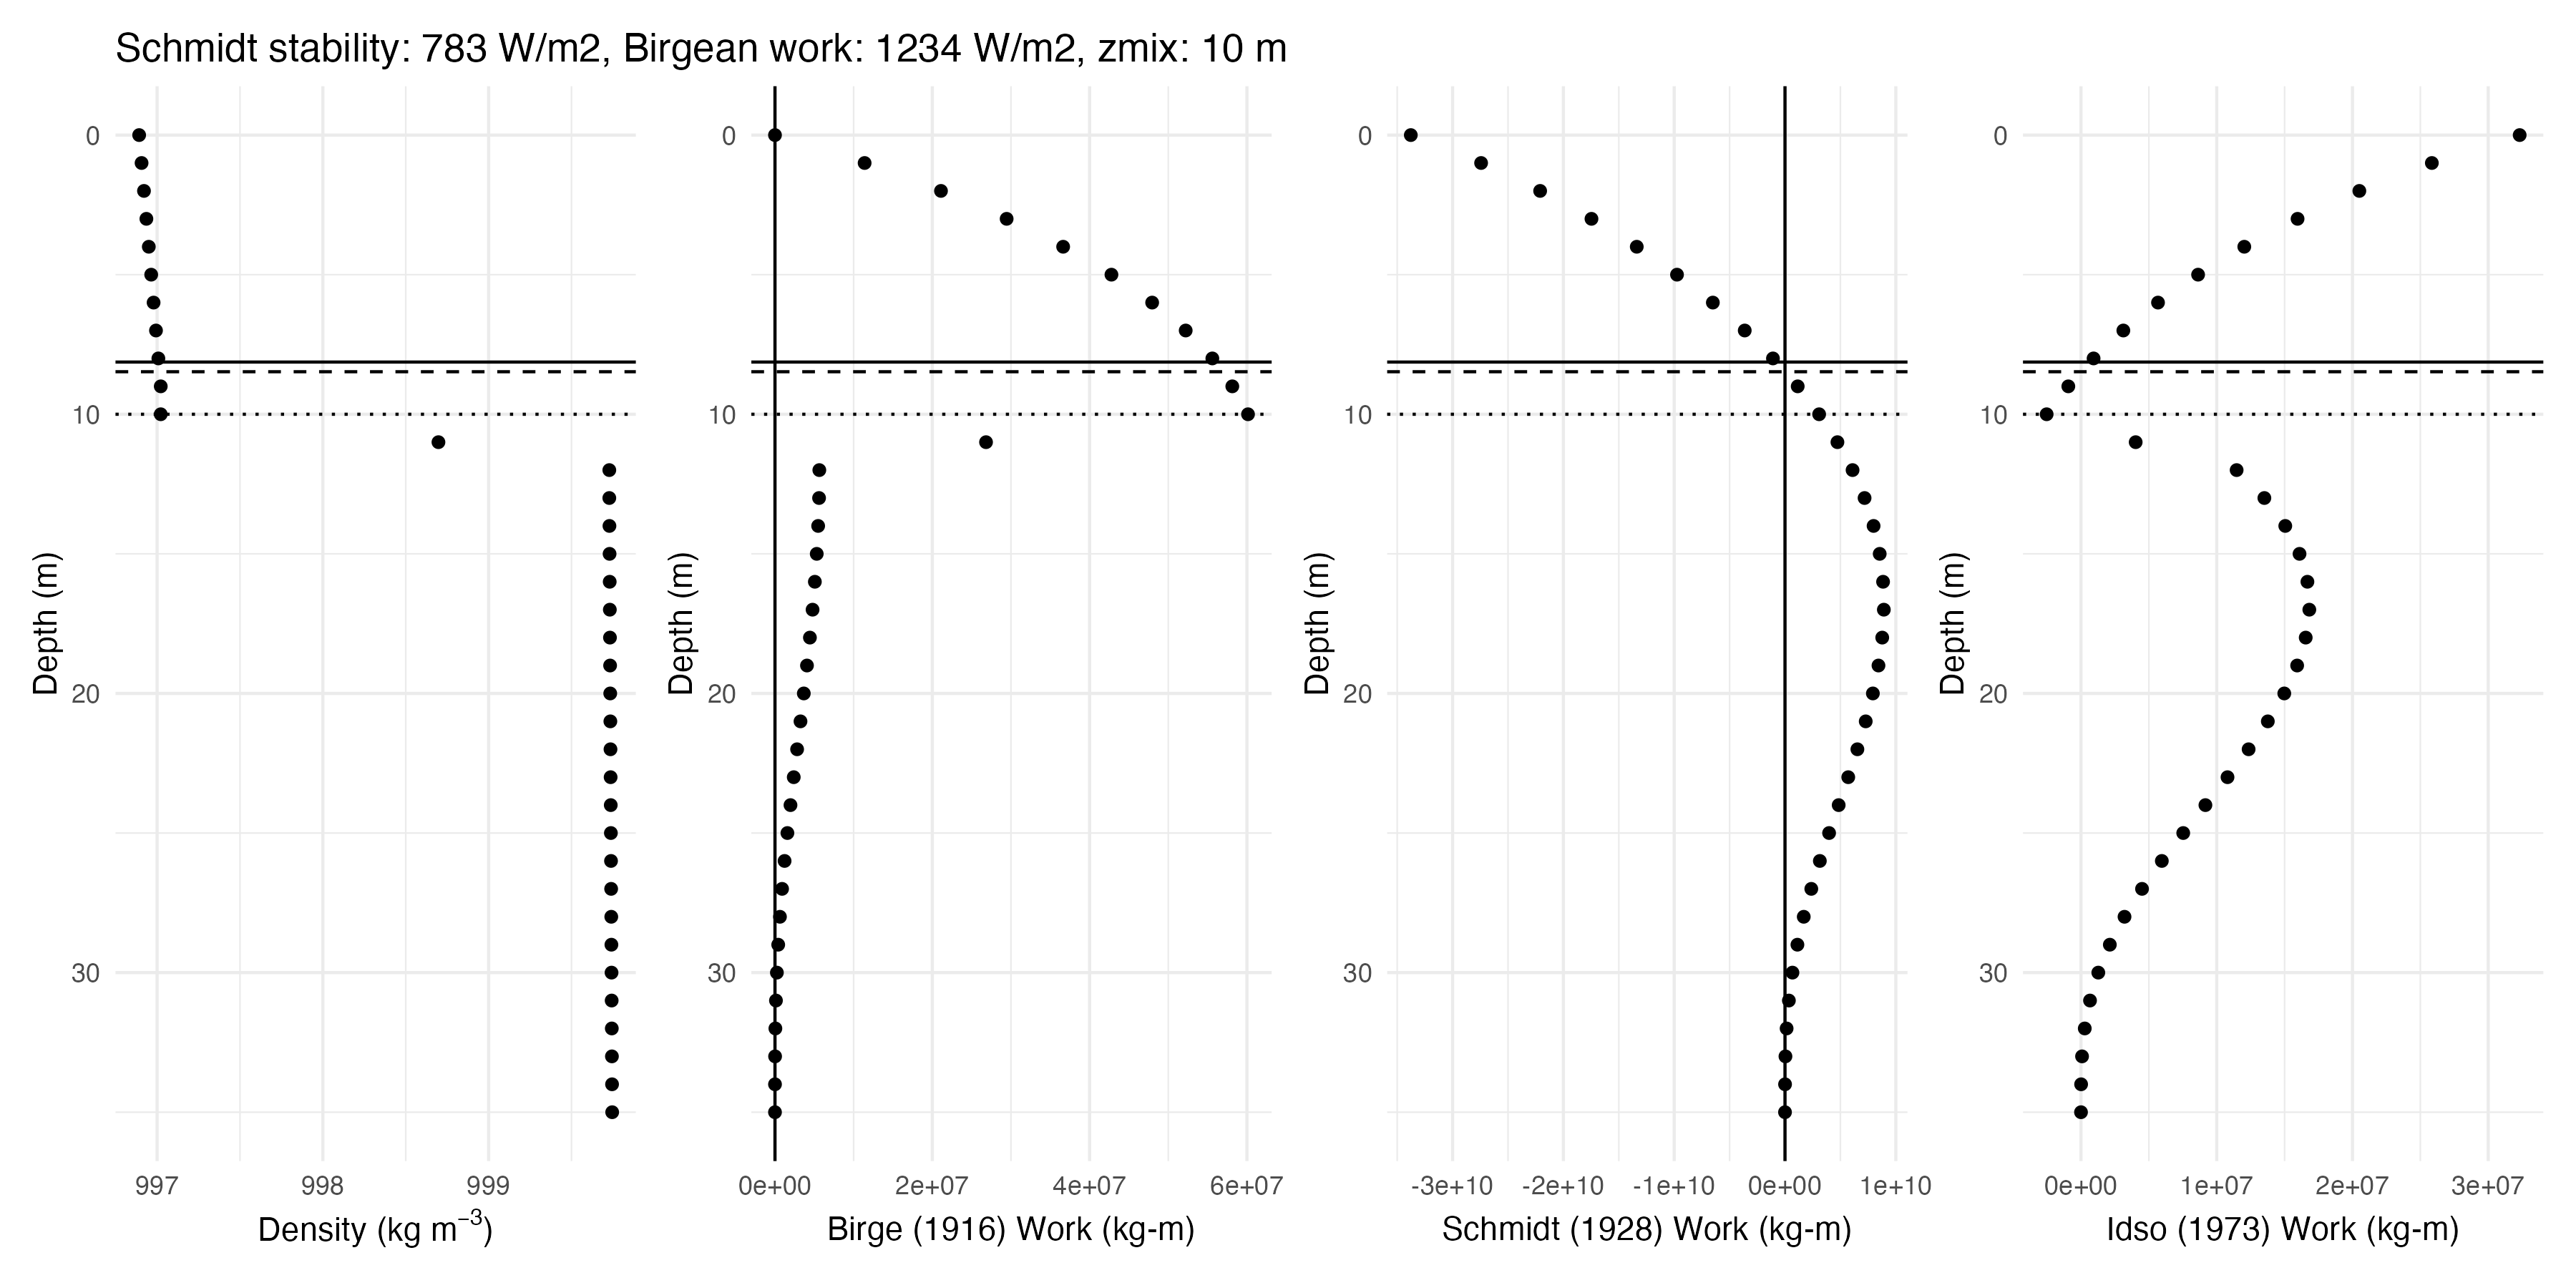 Schmidt stability: 783 W/m2, Birgean work: 1234 W/m2, zmix: 10 m
Depth (m)
0
10
20
30
997 998 999
Density (kg m⁻³)
Depth (m)
0
10
20
30
0e+00 2e+07 4e+07 6e+07
Birge (1916) Work (kg-m)
Depth (m)
0
10
20
30
-3e+10 -2e+10 -1e+10 0e+00 1e+10
Schmidt (1928) Work (kg-m)
Depth (m)
0
10
20
30
0e+00 1e+07 2e+07 3e+07
Idso (1973) Work (kg-m)